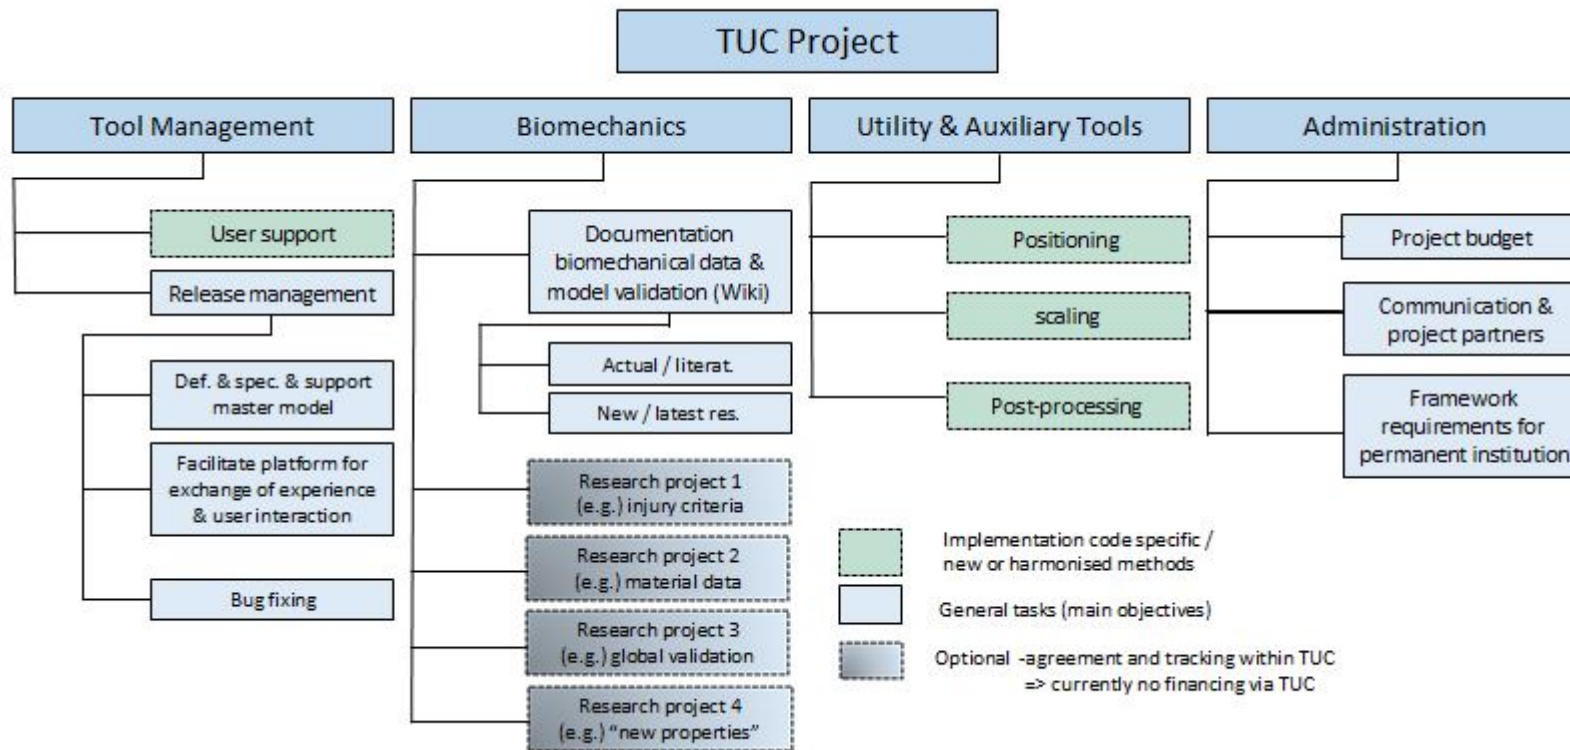 TUC Project
Tool Management
User support
Release management
Def. & spec. & support
master model
Facilitate platform for
exchange of experience
& user interaction
Bug fixing
Biomechanics
Documentation
biomechanical data &
model validation (Wiki)
Actual / literat.
New / latest res.
Research project 1
(e.g.) injury criteria
Research project 2
(e.g.) material data
Research project 3
(e.g.) global validation
Research project 4
(e.g.) "new properties"
Utility & Auxiliary Tools
Positioning
scaling
Post-processing
Administration
Project budget
Communication &
project partners
Framework
requirements for
permanent institution
Implementation code specific /
new or harmonised methods
General tasks (main objectives)
Optional -agreement and tracking within TUC
=> currently no financing via TUC